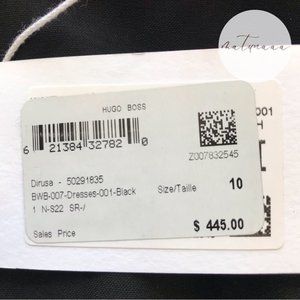 HUGO BOSS
6 21384 32782 0
Z007832545
Dirusa - 50291835
BWB-007-Dresses-001-Black
Size/Taille 10
1 N-S22 SR-/
Sales Price $ 445.00
001
H